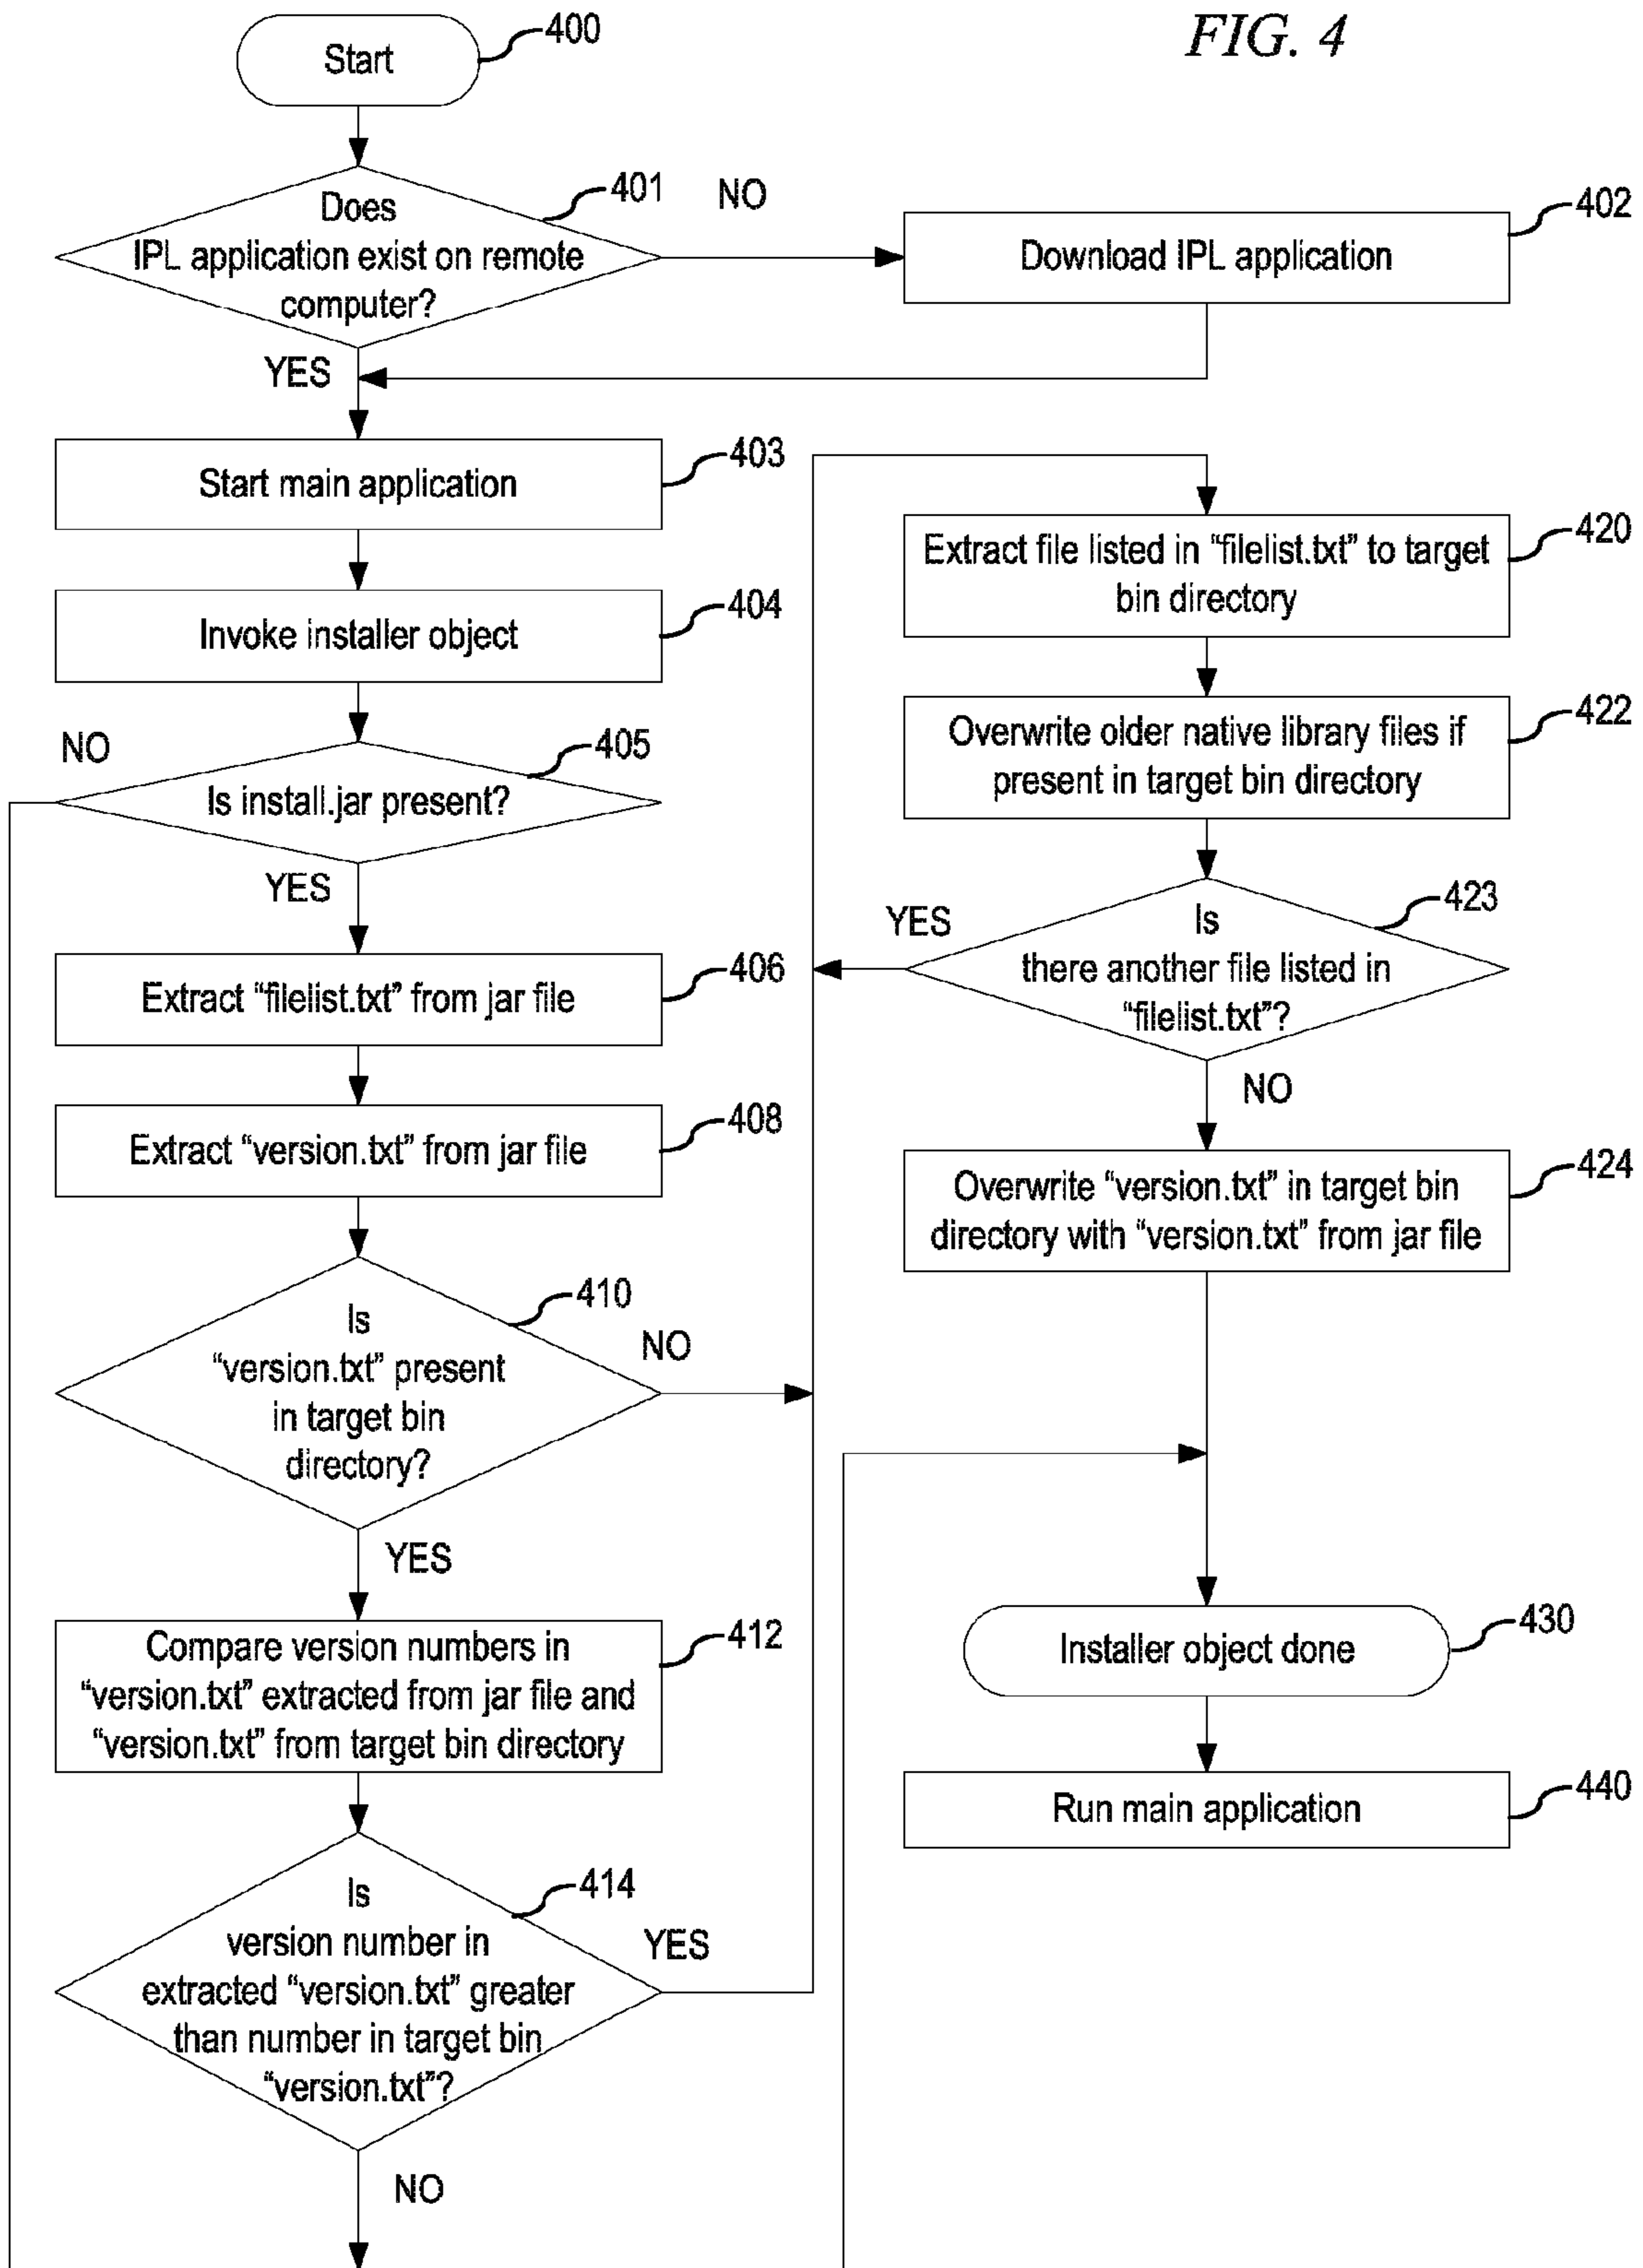 FIG. 4
Start
400
Does
IPL application exist on remote
computer?
401
NO
YES
Download IPL application
402
Start main application
403
Invoke installer object
404
NO
Is install.jar present?
405
YES
Extract “filelist.txt” from jar file
406
Extract “version.txt” from jar file
408
Is
“version.txt” present
in target bin
directory?
410
NO
YES
Compare version numbers in
“version.txt” extracted from jar file and
“version.txt” from target bin directory
412
Is
version number in
extracted “version.txt” greater
than number in target bin
“version.txt”?
414
YES
NO
Extract file listed in “filelist.txt” to target
bin directory
420
Overwrite older native library files if
present in target bin directory
422
YES
Is
there another file listed in
“filelist.txt”?
423
NO
Overwrite “version.txt” in target bin
directory with “version.txt” from jar file
424
Installer object done
430
Run main application
440